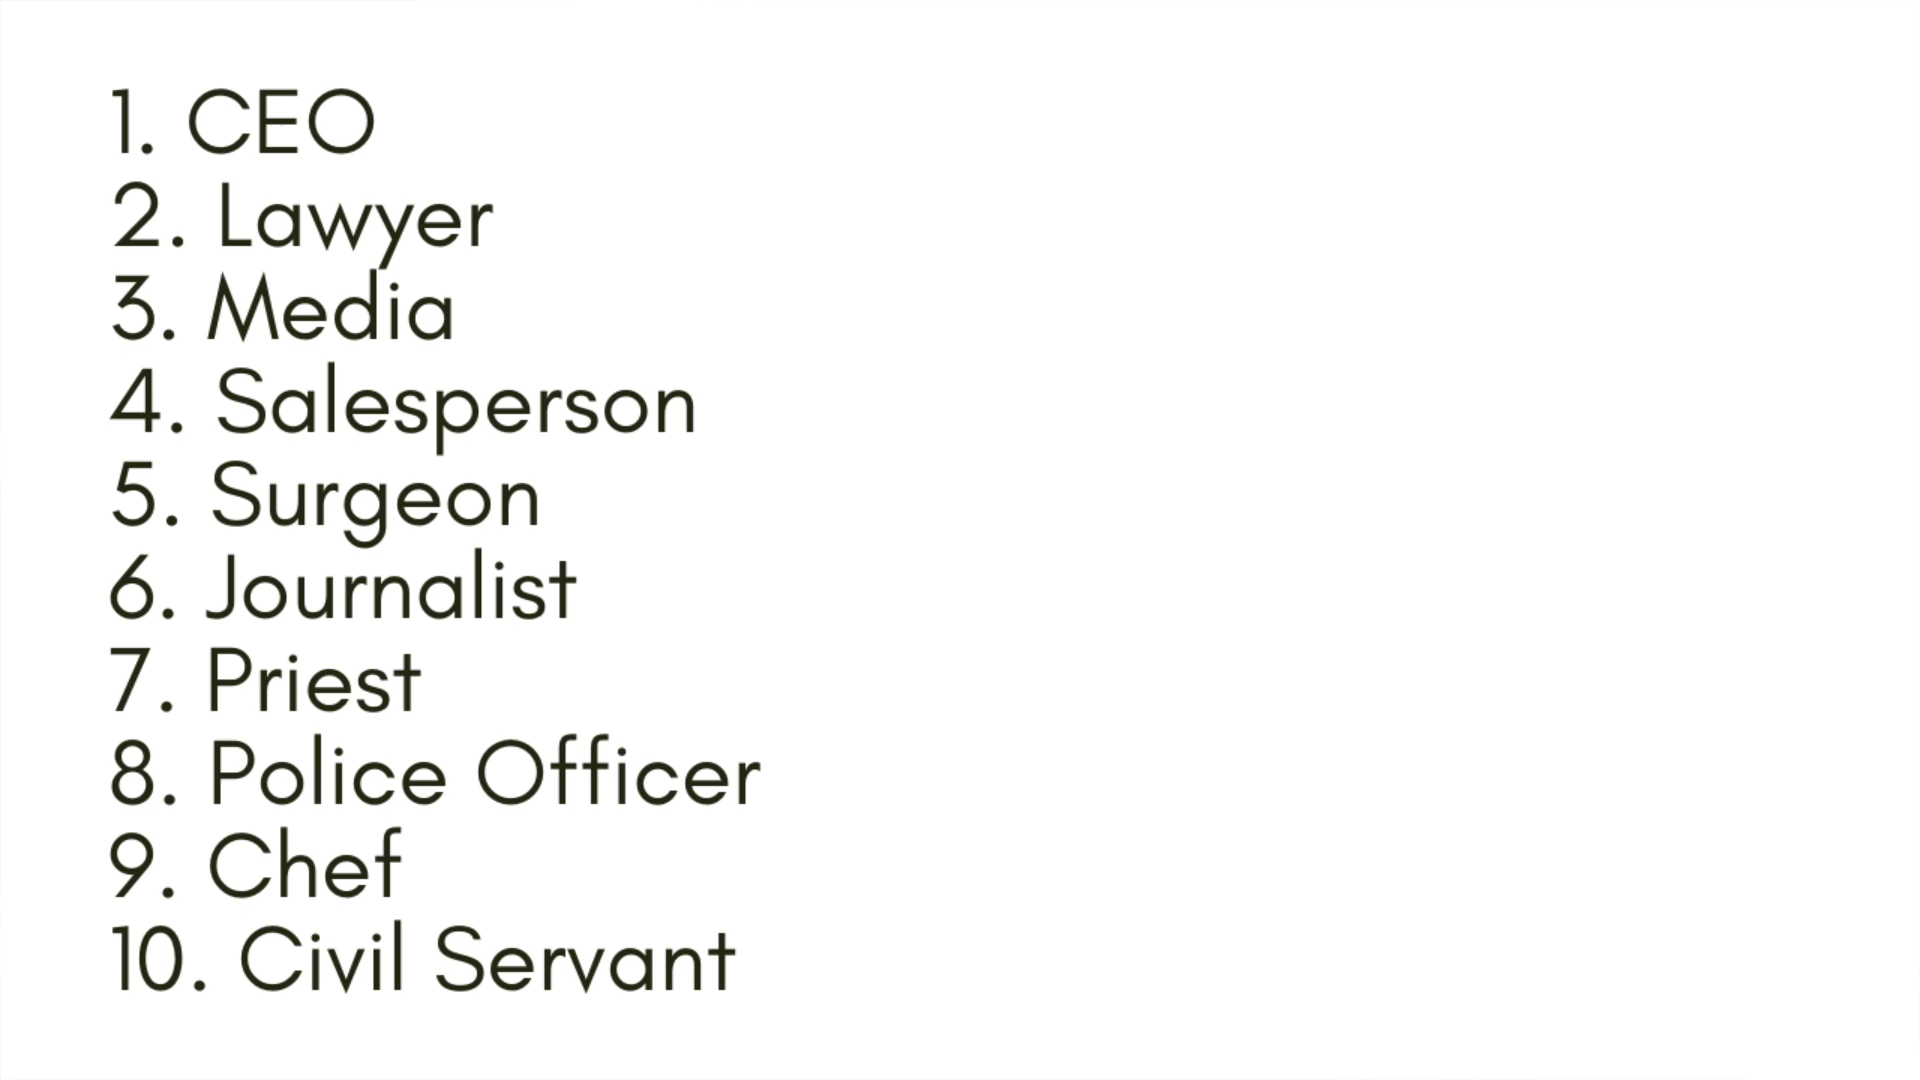 1. CEO
2. Lawyer
3. Media
4. Salesperson
5. Surgeon
6. Journalist
7. Priest
8. Police Officer
9. Chef
10. Civil Servant